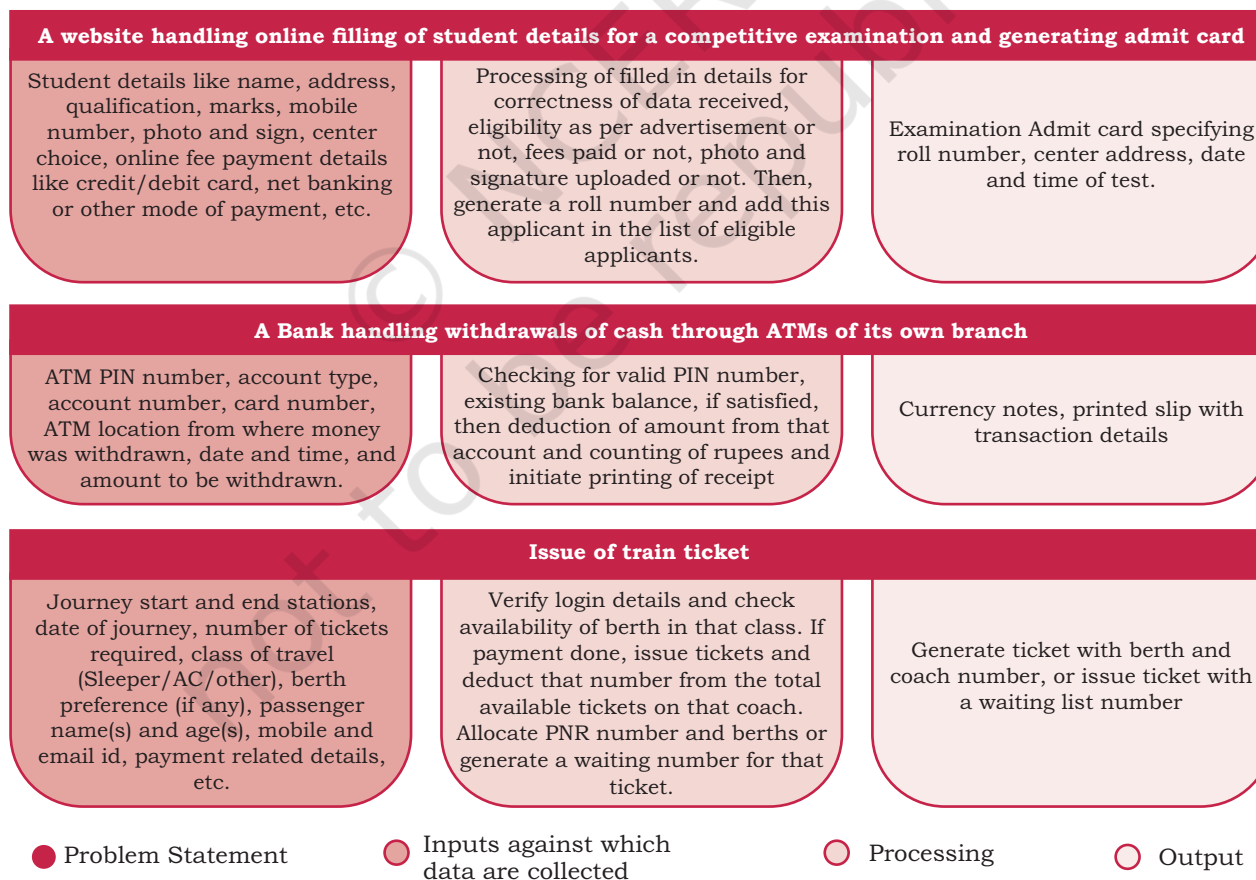 A website handling online filling of student details for a competitive examination and generating admit card
Student details like name, address,
qualification, marks, mobile
number, photo and sign, center
choice, online fee payment details
like credit/debit card, net banking
or other mode of payment, etc.
Processing of filled in details for
correctness of data received,
eligibility as per advertisement or
not, fees paid or not, photo and
signature uploaded or not. Then,
generate a roll number and add this
applicant in the list of eligible
applicants.
Examination Admit card specifying
roll number, center address, date
and time of test.
A Bank handling withdrawals of cash through ATMs of its own branch
ATM PIN number, account type,
account number, card number,
ATM location from where money
was withdrawn, date and time, and
amount to be withdrawn.
Checking for valid PIN number,
existing bank balance, if satisfied,
then deduction of amount from that
account and counting of rupees and
initiate printing of receipt
Currency notes, printed slip with
transaction details
Issue of train ticket
Journey start and end stations,
date of journey, number of tickets
required, class of travel
(Sleeper/AC/other), berth
preference (if any), passenger
name(s) and age(s), mobile and
email id, payment related details,
etc.
Verify login details and check
availability of berth in that class. If
payment done, issue tickets and
deduct that number from the total
available tickets on that coach.
Allocate PNR number and berths or
generate a waiting number for that
ticket.
Generate ticket with berth and
coach number, or issue ticket with
a waiting list number
Problem Statement
Inputs against which
data are collected
Processing
Output
© NCE
not to be republ